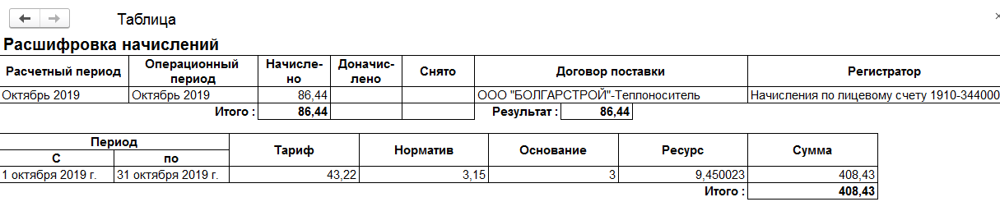 Таблица
Расшифровка начислений
Расчетный период Операционный период Начисле-но Доначис-лено Снято Договор поставки Регистратор
Октябрь 2019 Октябрь 2019 86,44 ООО "БОЛГАРСТРОЙ"-Теплоноситель Начисления по лицевому счету 1910-344000
Итого : 86,44 Результат : 86,44
Период Тариф Норматив Основание Ресурс Сумма
С по
1 октября 2019 г. 31 октября 2019 г. 43,22 3,15 3 9,450023 408,43
Итого : 408,43